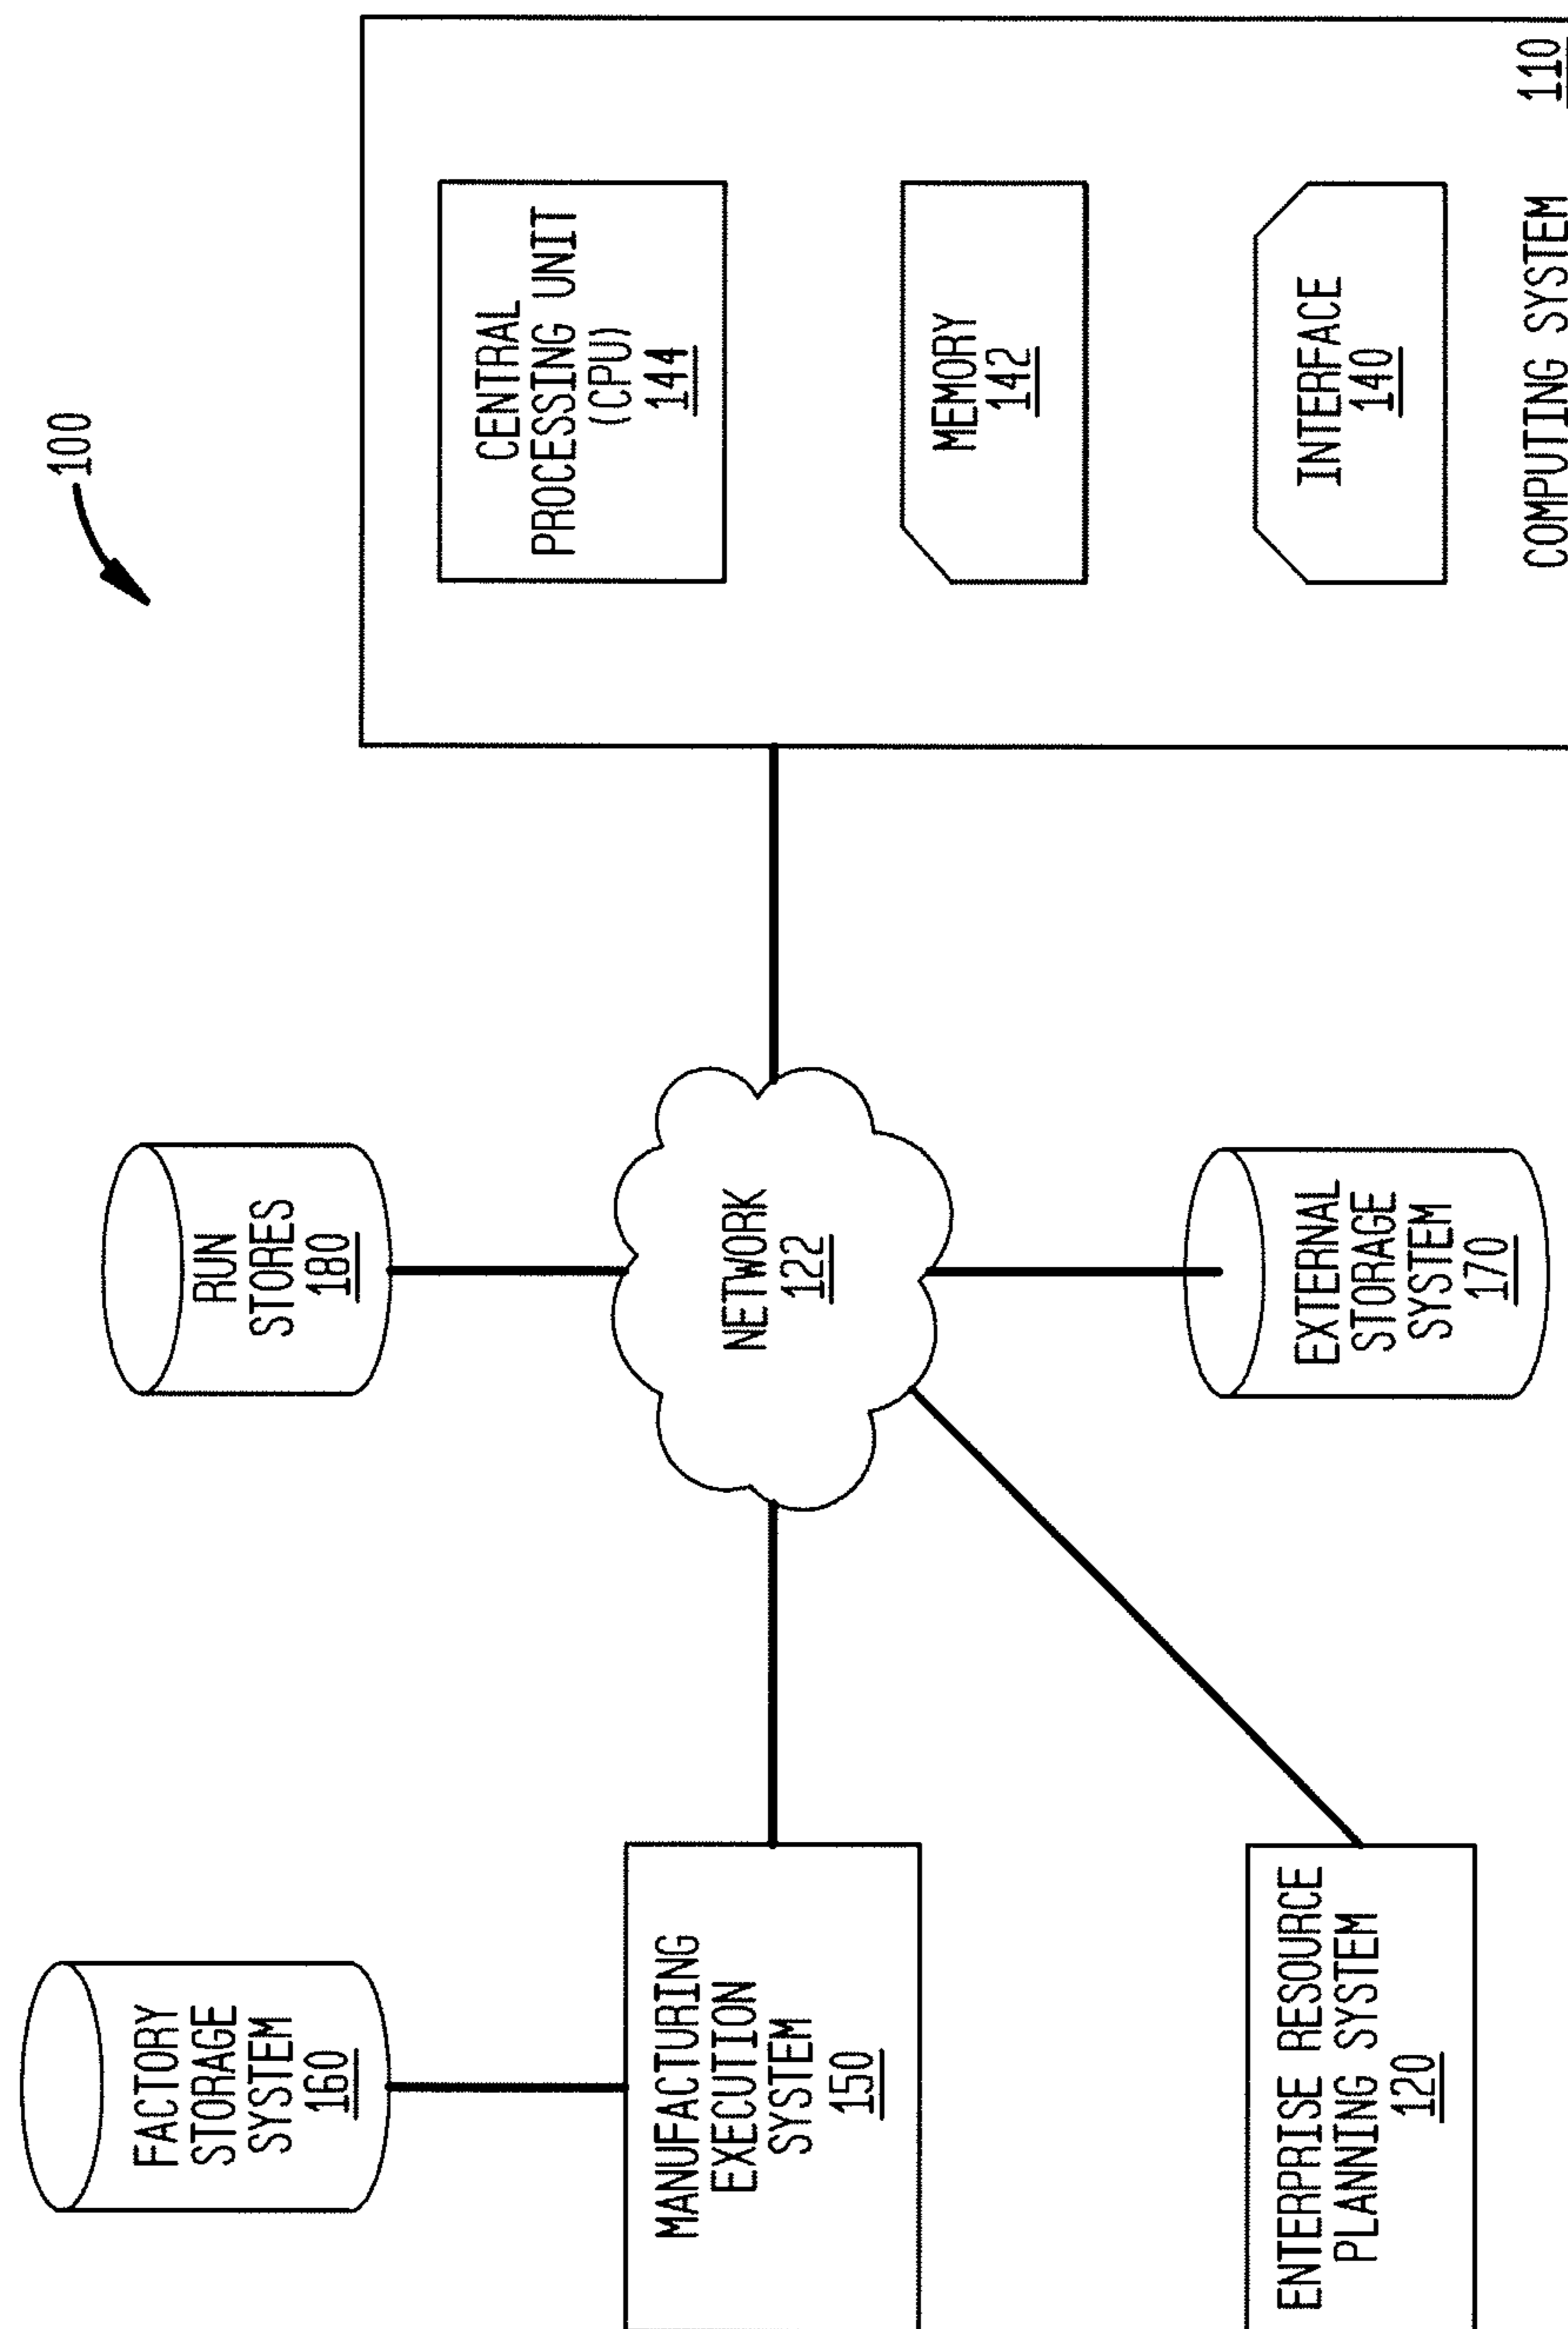 100
FACTORY
STORAGE
SYSTEM
160
RUN
STORES
180
CENTRAL
PROCESSING UNIT
(CPU)
144
MANUFACTURING
EXECUTION
SYSTEM
150
NETWORK
122
MEMORY
142
ENTERPRISE RESOURCE
PLANNING SYSTEM
120
EXTERNAL
STORAGE
SYSTEM
170
INTERFACE
140
COMPUTING SYSTEM 110